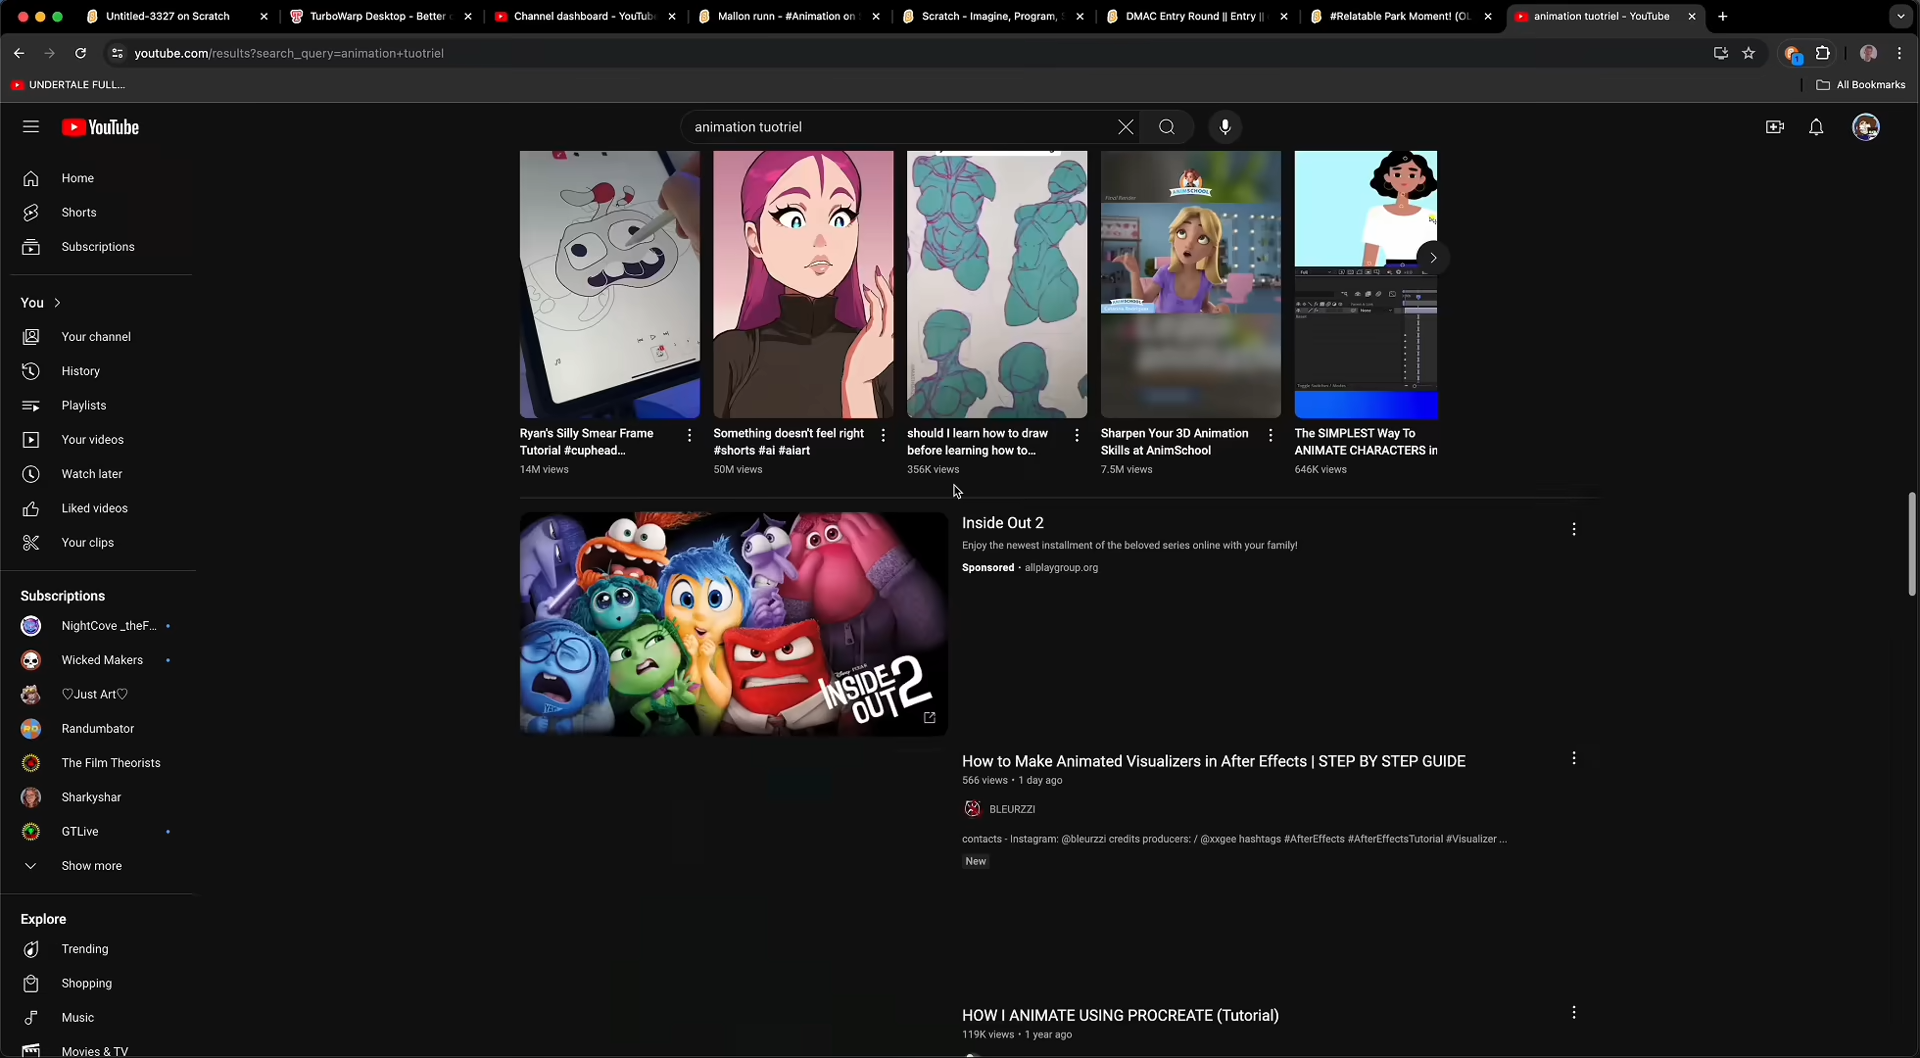 Untitled-3327 on Scratch
TurboWarp Desktop - Better
Channel dashboard - YouTube
Mallon runn - #Animation on
Scratch - Imagine, Program,
DMAC Entry Round || Entry ||
#Relatable Park Moment! (OL
animation tuotriel - YouTube
youtube.com/results?search_query=animation+tuotriel
1
UNDERTALE FULL...
All Bookmarks
YouTube
animation tuotriel
Home
Shorts
Subscriptions
You
Your channel
History
Playlists
Your videos
Watch later
Liked videos
Your clips
Subscriptions
NightCove _theF...
Wicked Makers
♡Just Art♡
Randumbator
The Film Theorists
Sharkyshar
GTLive
Show more
Explore
Trending
Shopping
Music
Movies & TV
Final Render
ANIMSCHOOL
Ryan's Silly Smear Frame
Tutorial #cuphead...
14M views
Something doesn't feel right
#shorts #ai #aiart
50M views
should I learn how to draw
before learning how to...
356K views
Sharpen Your 3D Animation
Skills at AnimSchool
7.5M views
The SIMPLEST Way To
ANIMATE CHARACTERS in
646K views
DISNEY PIXAR
INSIDE
OUT 2
Inside Out 2
Enjoy the newest installment of the beloved series online with your family!
Sponsored • allplaygroup.org
How to Make Animated Visualizers in After Effects | STEP BY STEP GUIDE
566 views • 1 day ago
BLEURZZI
contacts - Instagram: @bleurzzi credits producers: / @xxgee hashtags #AfterEffects #AfterEffectsTutorial #Visualizer ...
New
HOW I ANIMATE USING PROCREATE (Tutorial)
119K views • 1 year ago